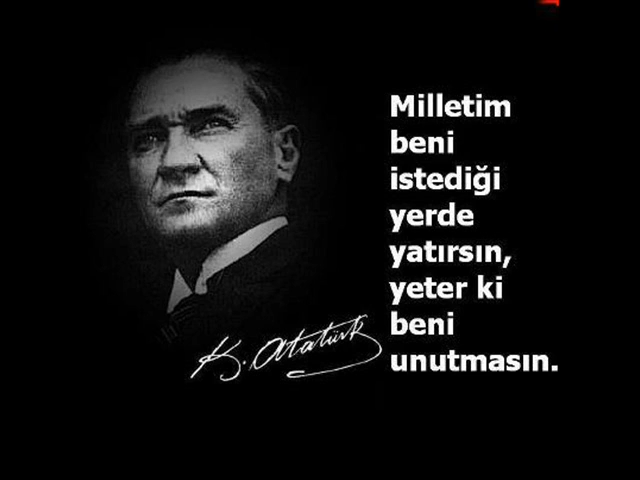 Milletim
beni
istediği
yerde
yatırsın,
yeter ki
beni
unutmasın.
K. Atatürk